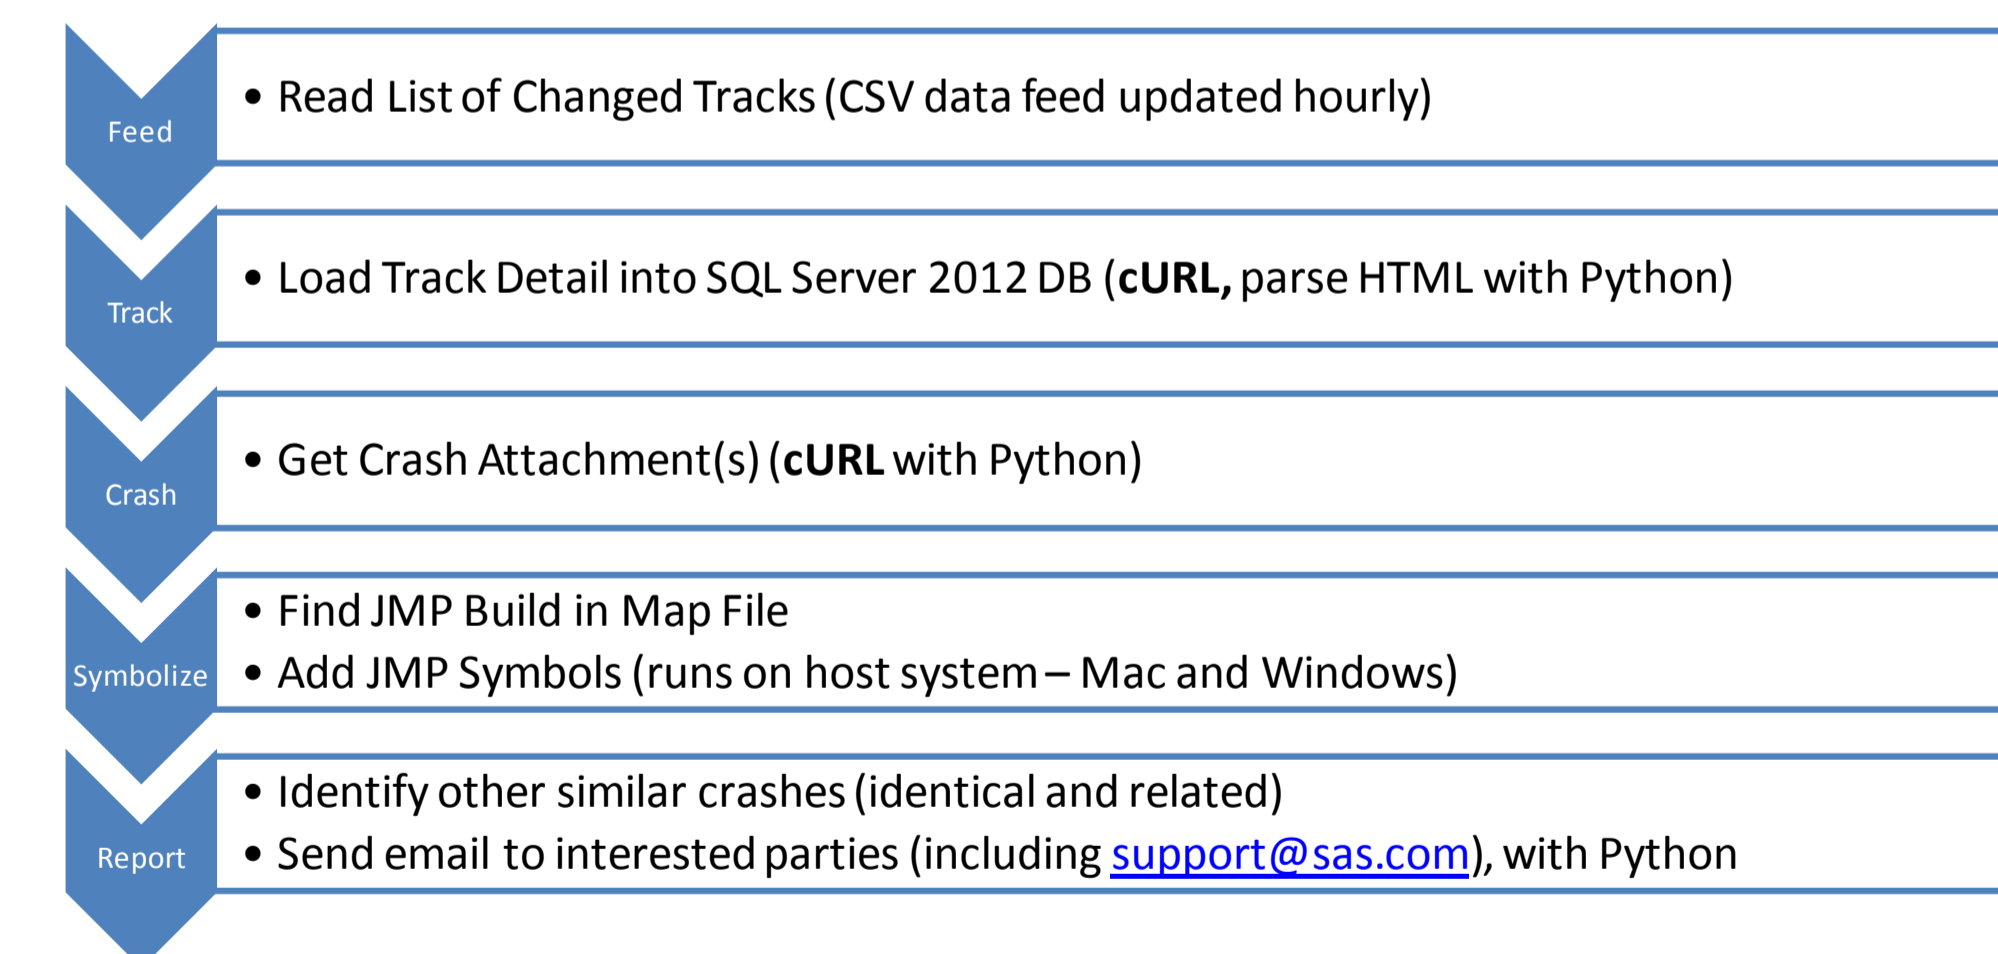 Feed
• Read List of Changed Tracks (CSV data feed updated hourly)
Track
• Load Track Detail into SQL Server 2012 DB (cURL, parse HTML with Python)
Crash
• Get Crash Attachment(s) (cURL with Python)
Symbolize
• Find JMP Build in Map File
• Add JMP Symbols (runs on host system – Mac and Windows)
Report
• Identify other similar crashes (identical and related)
• Send email to interested parties (including support@sas.com), with Python